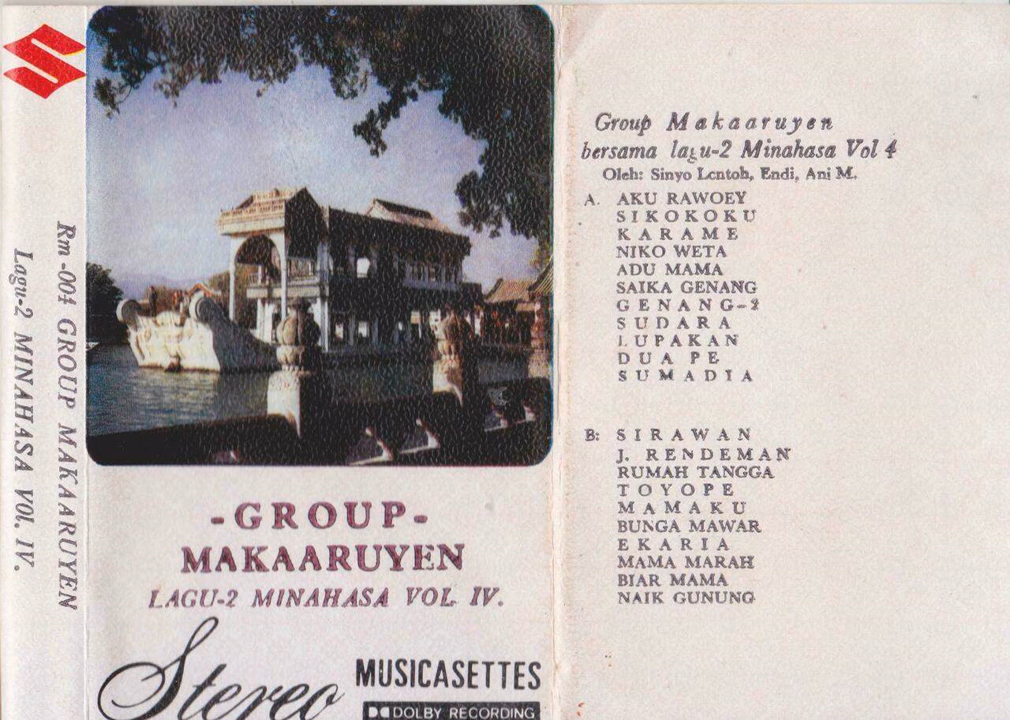 Rm-004 GROUP MAKAARUYEN
Lagu-2 MINAHASA VOL. IV.
-GROUP-
MAKAARUYEN
LAGU-2 MINAHASA VOL. IV.
Stereo
MUSICASETTES
DOLBY RECORDING
Group Makaaruyen
bersama lagu-2 Minahasa Vol 4
Oleh: Sinyo Lentoh, Endi, Ani M.
A. AKU RAWOEY
SIKOKOKU
KARAME
NIKO WETA
ADU MAMA
SAIKA GENANG
GENANG-2
SUDARA
LUPAKAN
DUA PE
SUMADIA
B: SIRAWAN
J. RENDEMAN
RUMAH TANGGA
TOYOPE
MAMAKU
BUNGA MAWAR
EKARIA
MAMA MARAH
BIAR MAMA
NAIK GUNUNG